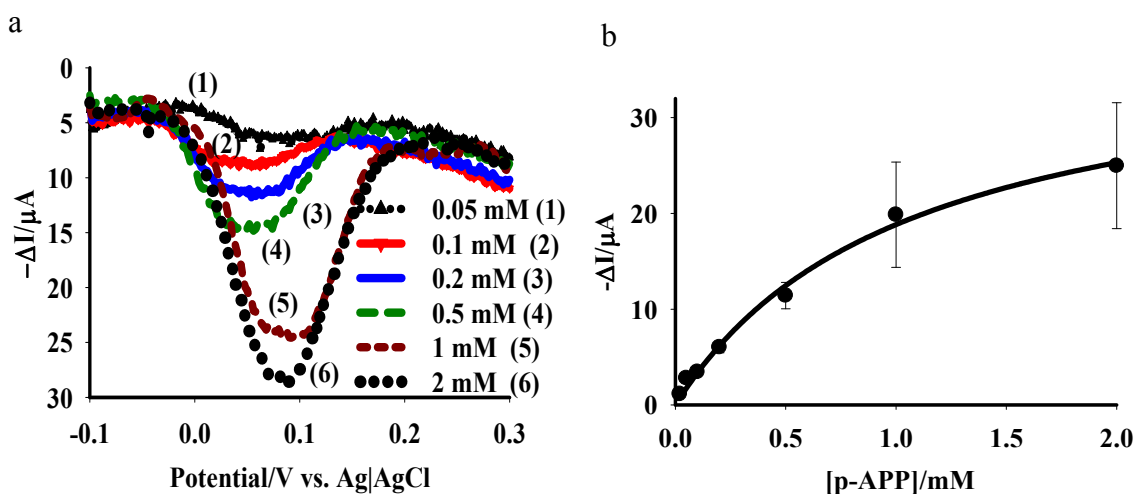 a
0
5
10
15
20
25
30
−ΔI/µA
(1)
(2)
(3)
(4)
(5)
(6)
0.05 mM (1)
0.1 mM (2)
0.2 mM (3)
0.5 mM (4)
1 mM (5)
2 mM (6)
-0.1
0.0
0.1
0.2
0.3
Potential/V vs. Ag|AgCl
b
30
20
10
0
-ΔI/µA
0.0
0.5
1.0
1.5
2.0
[p-APP]/mM